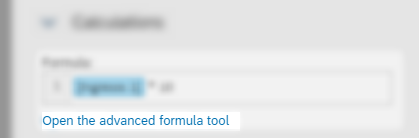 Calculations
Formula
Open the advanced formula tool